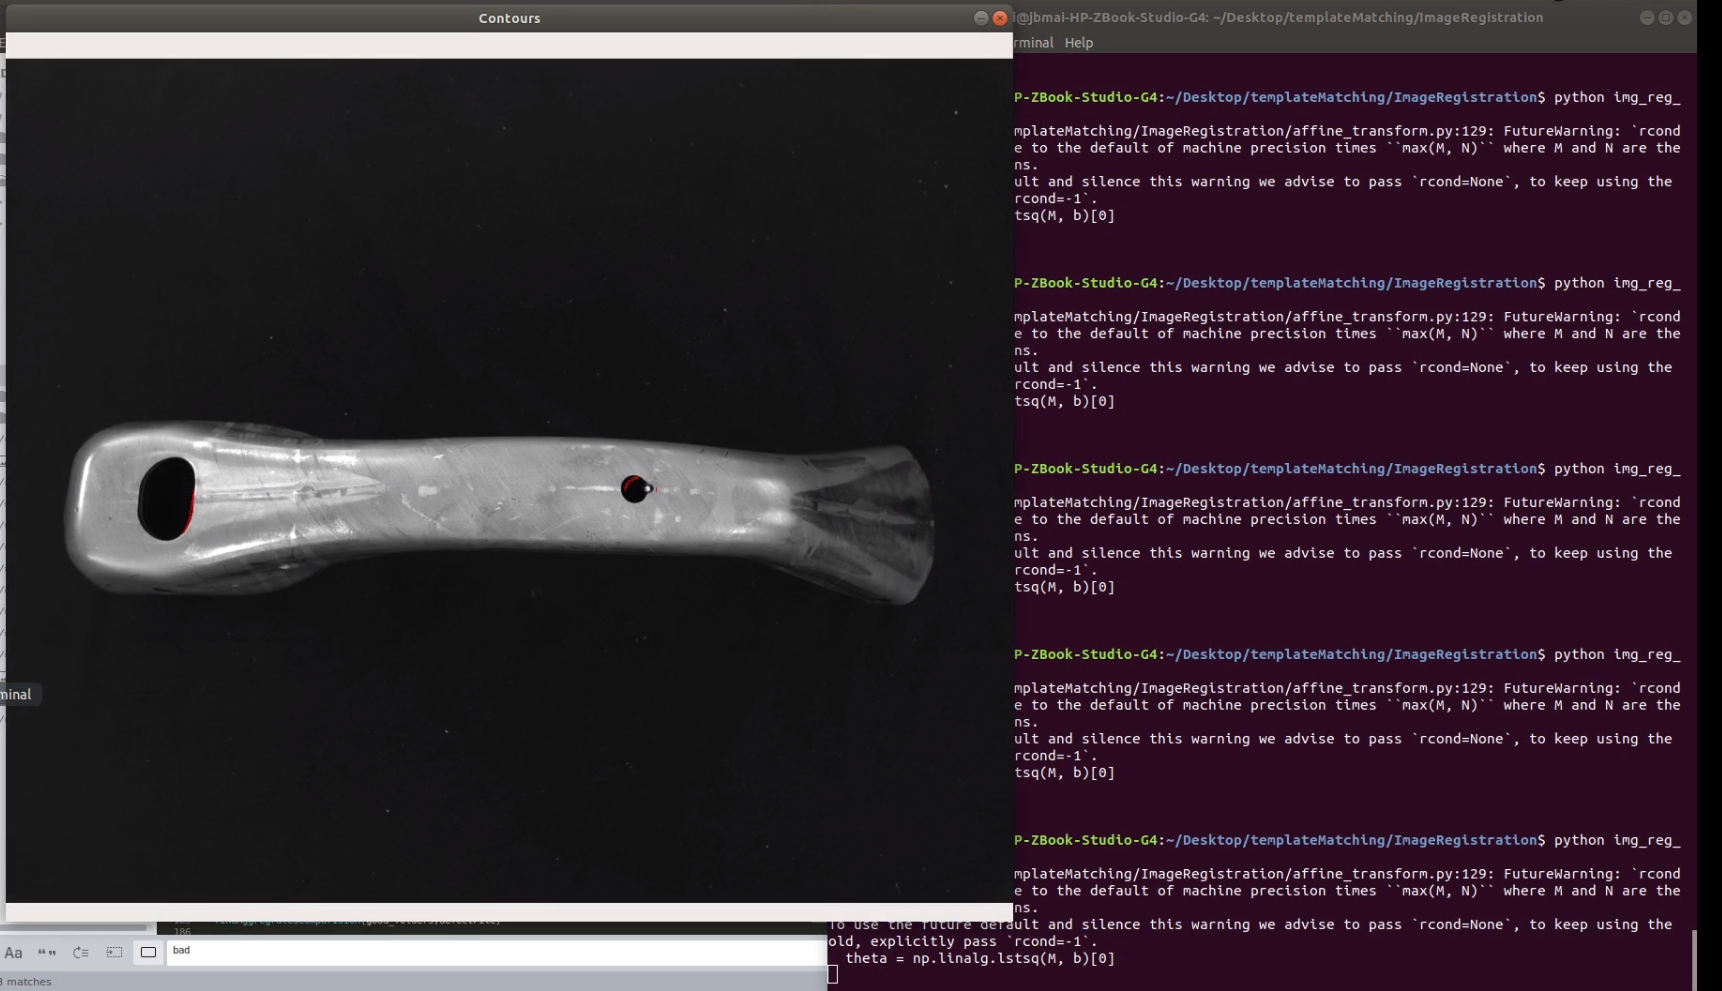 Contours
@jbmai-HP-ZBook-Studio-G4: ~/Desktop/templateMatching/ImageRegistration
rminal Help
P-ZBook-Studio-G4:~/Desktop/templateMatching/ImageRegistration$ python img_reg_
mplateMatching/ImageRegistration/affine_transform.py:129: FutureWarning: `rcond
e to the default of machine precision times ``max(M, N)`` where M and N are the
ns.
ult and silence this warning we advise to pass `rcond=None`, to keep using the
rcond=-1`.
tsq(M, b)[0]
P-ZBook-Studio-G4:~/Desktop/templateMatching/ImageRegistration$ python img_reg_
mplateMatching/ImageRegistration/affine_transform.py:129: FutureWarning: `rcond
e to the default of machine precision times ``max(M, N)`` where M and N are the
ns.
ult and silence this warning we advise to pass `rcond=None`, to keep using the
rcond=-1`.
tsq(M, b)[0]
P-ZBook-Studio-G4:~/Desktop/templateMatching/ImageRegistration$ python img_reg_
mplateMatching/ImageRegistration/affine_transform.py:129: FutureWarning: `rcond
e to the default of machine precision times ``max(M, N)`` where M and N are the
ns.
ult and silence this warning we advise to pass `rcond=None`, to keep using the
rcond=-1`.
tsq(M, b)[0]
P-ZBook-Studio-G4:~/Desktop/templateMatching/ImageRegistration$ python img_reg_
mplateMatching/ImageRegistration/affine_transform.py:129: FutureWarning: `rcond
e to the default of machine precision times ``max(M, N)`` where M and N are the
ns.
ult and silence this warning we advise to pass `rcond=None`, to keep using the
rcond=-1`.
tsq(M, b)[0]
P-ZBook-Studio-G4:~/Desktop/templateMatching/ImageRegistration$ python img_reg_
mplateMatching/ImageRegistration/affine_transform.py:129: FutureWarning: `rcond
e to the default of machine precision times ``max(M, N)`` where M and N are the
ns.
To use the future default and silence this warning we advise to pass `rcond=None`, to keep using the
old, explicitly pass `rcond=-1`.
theta = np.linalg.lstsq(M, b)[0]
minal
186
Aa
bad
matches